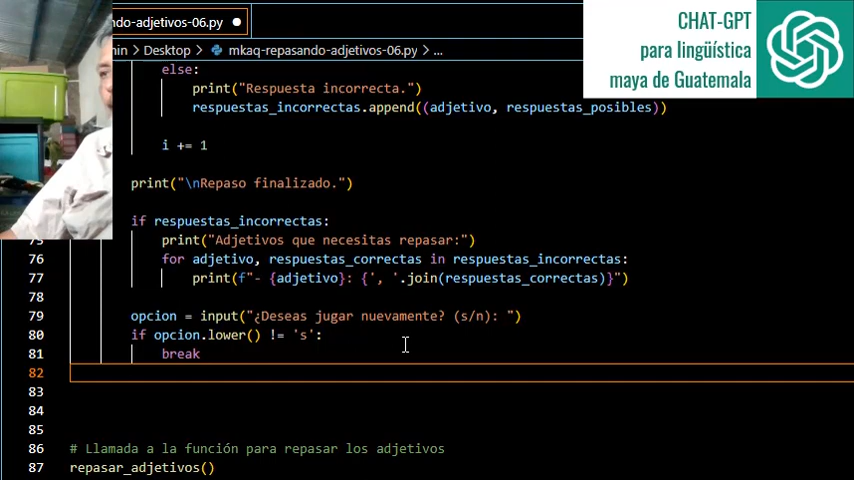 ndo-adjetivos-06.py
in > Desktop > mkaq-repasando-adjetivos-06.py > ...
CHAT-GPT
para lingüística
maya de Guatemala
else:
print("Respuesta incorrecta.")
respuestas_incorrectas.append((adjetivo, respuestas_posibles))
i += 1
print("\nRepaso finalizado.")
if respuestas_incorrectas:
75 print("Adjetivos que necesitas repasar:")
76 for adjetivo, respuestas_correctas in respuestas_incorrectas:
77 print(f"- {adjetivo}: {', '.join(respuestas_correctas)}")
78
79 opcion = input("¿Deseas jugar nuevamente? (s/n): ")
80 if opcion.lower() != 's':
81 break
82
83
84
85
86 # Llamada a la función para repasar los adjetivos
87 repasar_adjetivos()